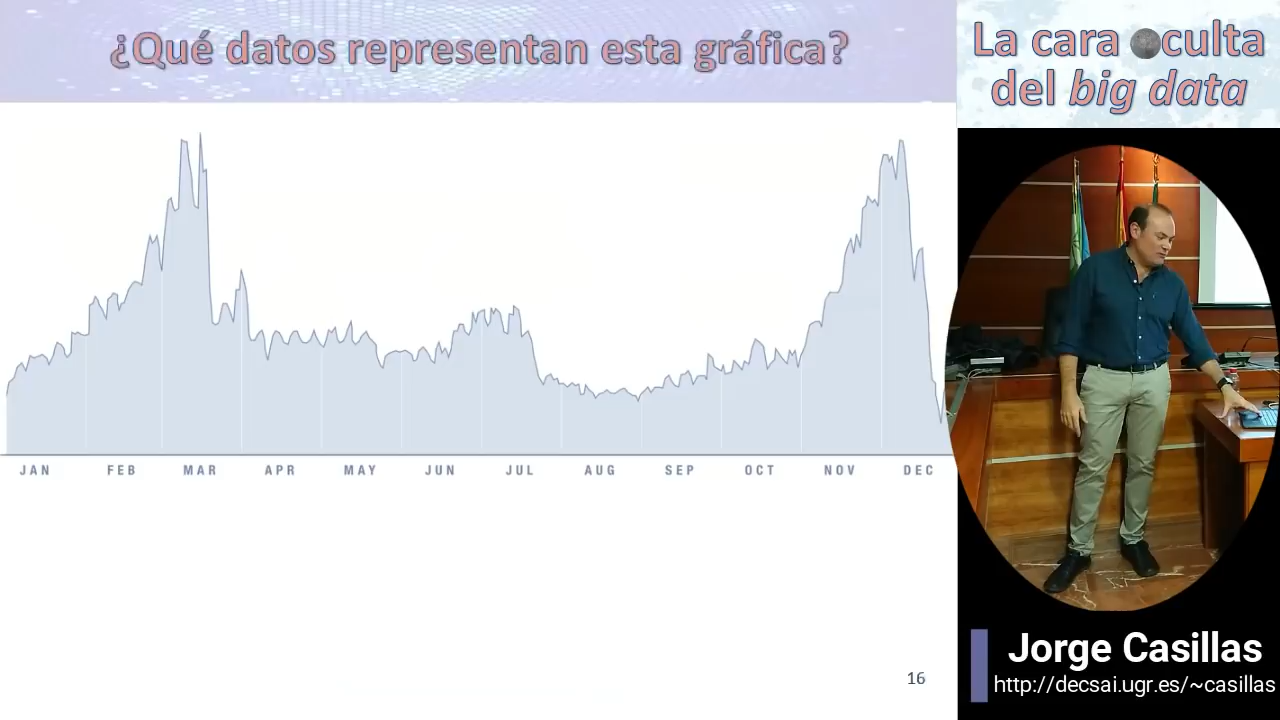 ¿Qué datos representan esta gráfica?
La cara culta
del big data
JAN FEB MAR APR MAY JUN JUL AUG SEP OCT NOV DEC
16
Jorge Casillas
http://decsai.ugr.es/~casillas